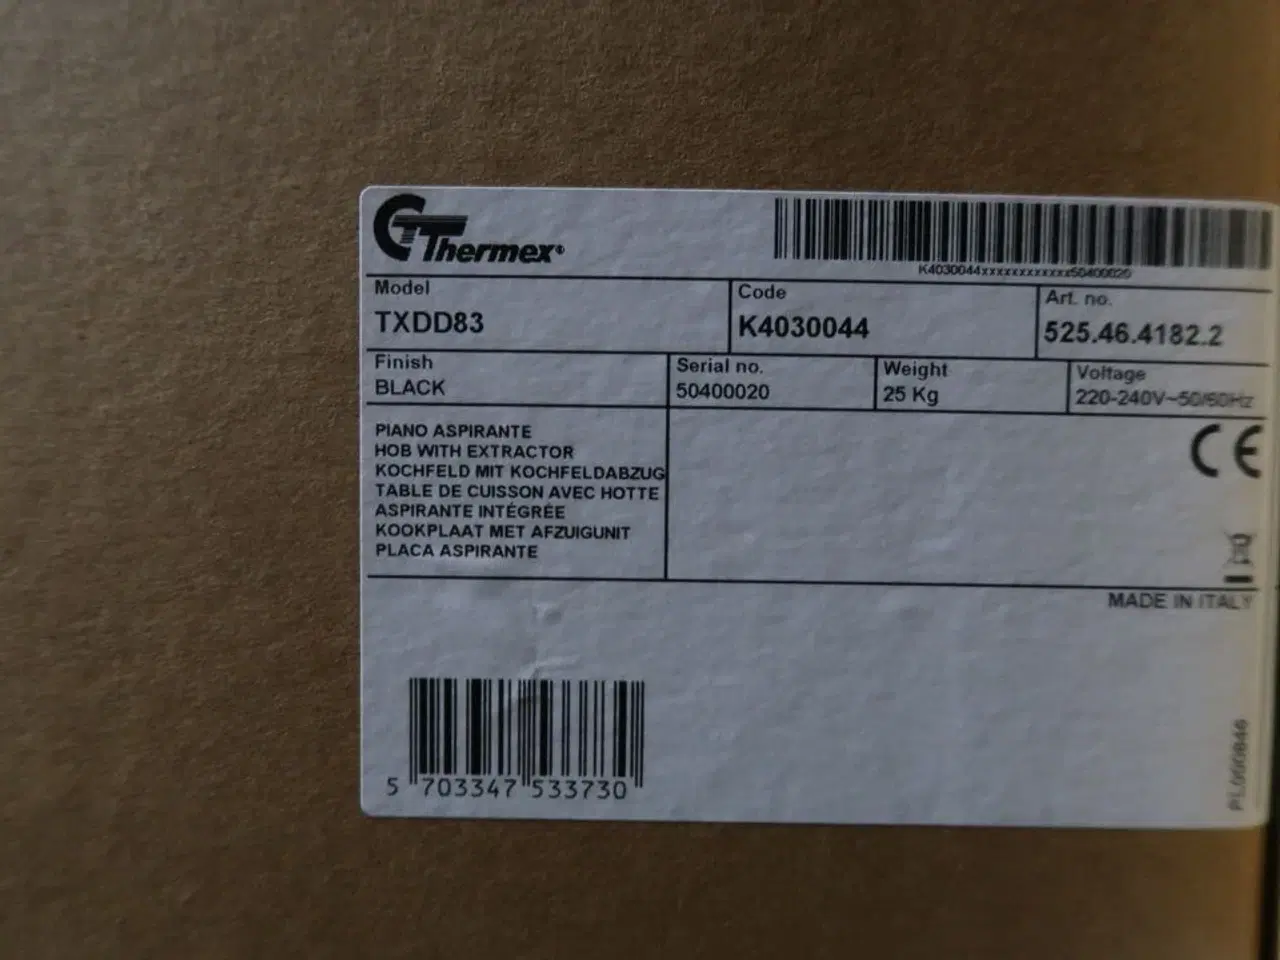 Thermex®
K4030044xxxxxxxxxxxxx50400020
Model
TXDD83
Code
K4030044
Art. no.
525.46.4182.2
Finish
BLACK
Serial no.
50400020
Weight
25 Kg
Voltage
220-240V~50/60Hz
PIANO ASPIRANTE
HOB WITH EXTRACTOR
KOCHFELD MIT KOCHFELDABZUG
TABLE DE CUISSON AVEC HOTTE
ASPIRANTE INTÉGRÉE
KOOKPLAAT MET AFZUIGUNIT
PLACA ASPIRANTE
CE
MADE IN ITALY
5 703347 533730